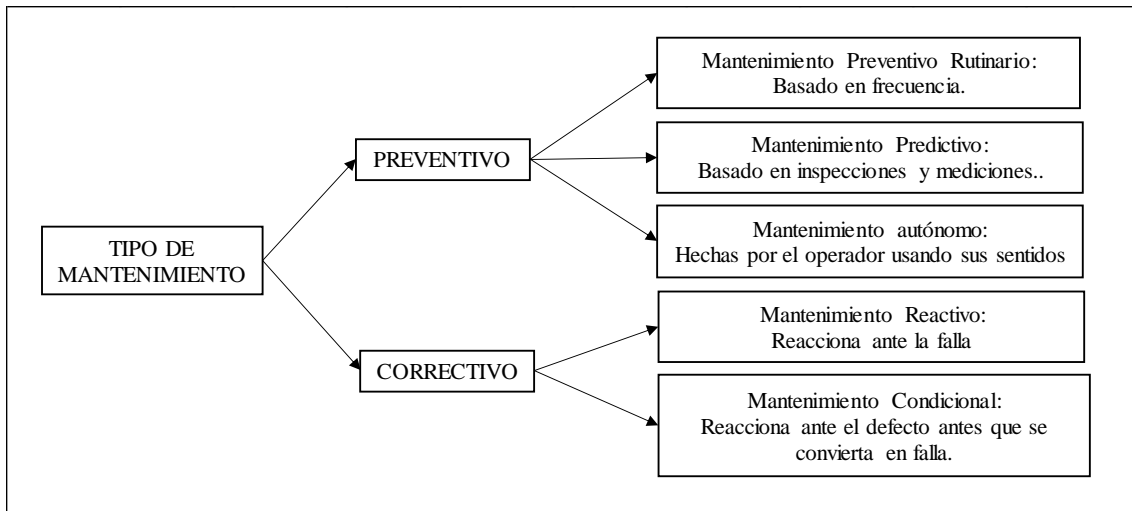 Mantenimiento Preventivo Rutinario:
Basado en frecuencia.
PREVENTIVO
Mantenimiento Predictivo:
Basado en inspecciones y mediciones..
Mantenimiento autónomo:
Hechas por el operador usando sus sentidos
TIPO DE
MANTENIMIENTO
Mantenimiento Reactivo:
Reacciona ante la falla
CORRECTIVO
Mantenimiento Condicional:
Reacciona ante el defecto antes que se
convierta en falla.